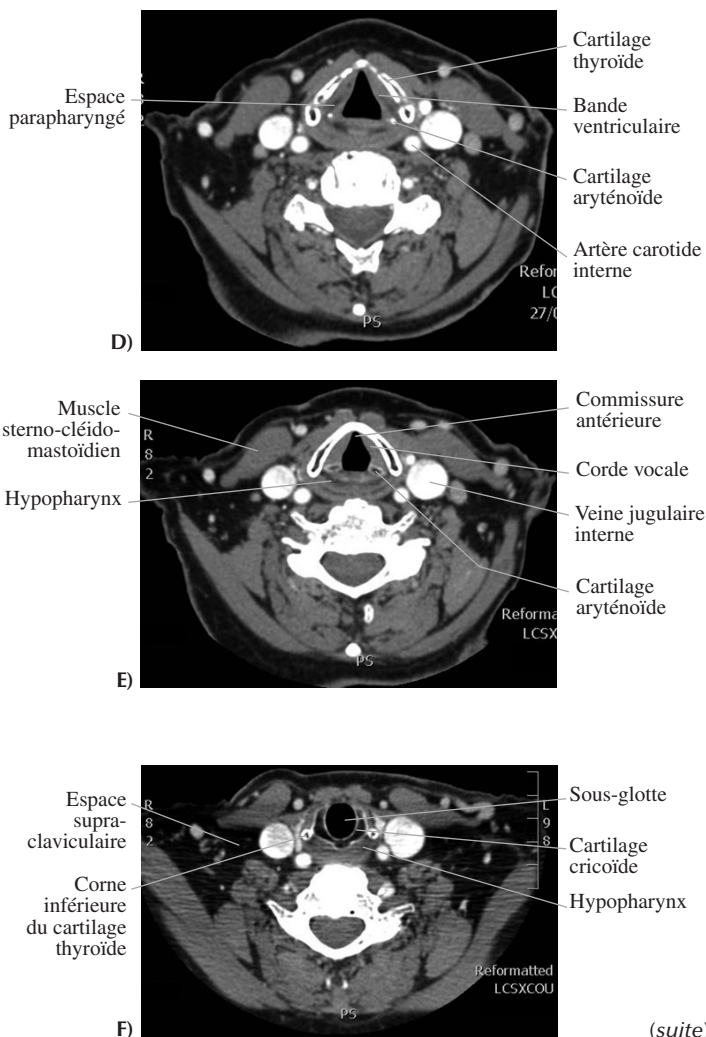 Cartilage
thyroïde
Espace
parapharyngé
Bande
ventriculaire
Cartilage
aryténoïde
Artère carotide
interne
R
2
Refor
LC
27/0
PS
D)
Muscle
sterno-cléido-
mastoïdien
R
8
2
Hypopharynx
Commissure
antérieure
Corde vocale
Veine jugulaire
interne
Cartilage
aryténoïde
Reforma
LCSX
PS
E)
Espace
supra-
claviculaire
R
8
2
Corne
inférieure
du cartilage
thyroïde
Sous-glotte
L
9
8
Cartilage
cricoïde
Hypopharynx
Reformatted
LCSXCOU
PS
F)
(suite)